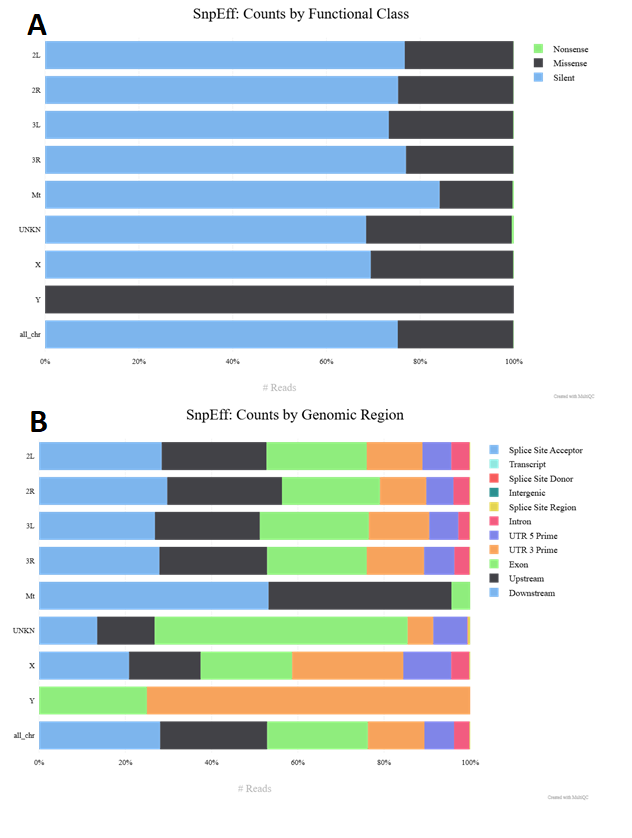 A
SnpEff: Counts by Functional Class
2L
2R
3L
3R
Mt
UNKN
X
Y
all_chr
0%
20%
40%
60%
80%
100%
# Reads
Nonsense
Missense
Silent
Created with MultiQC
B
SnpEff: Counts by Genomic Region
2L
2R
3L
3R
Mt
UNKN
X
Y
all_chr
0%
20%
40%
60%
80%
100%
# Reads
Splice Site Acceptor
Transcript
Splice Site Donor
Intergenic
Splice Site Region
Intron
UTR 5 Prime
UTR 3 Prime
Exon
Upstream
Downstream
Created with MultiQC